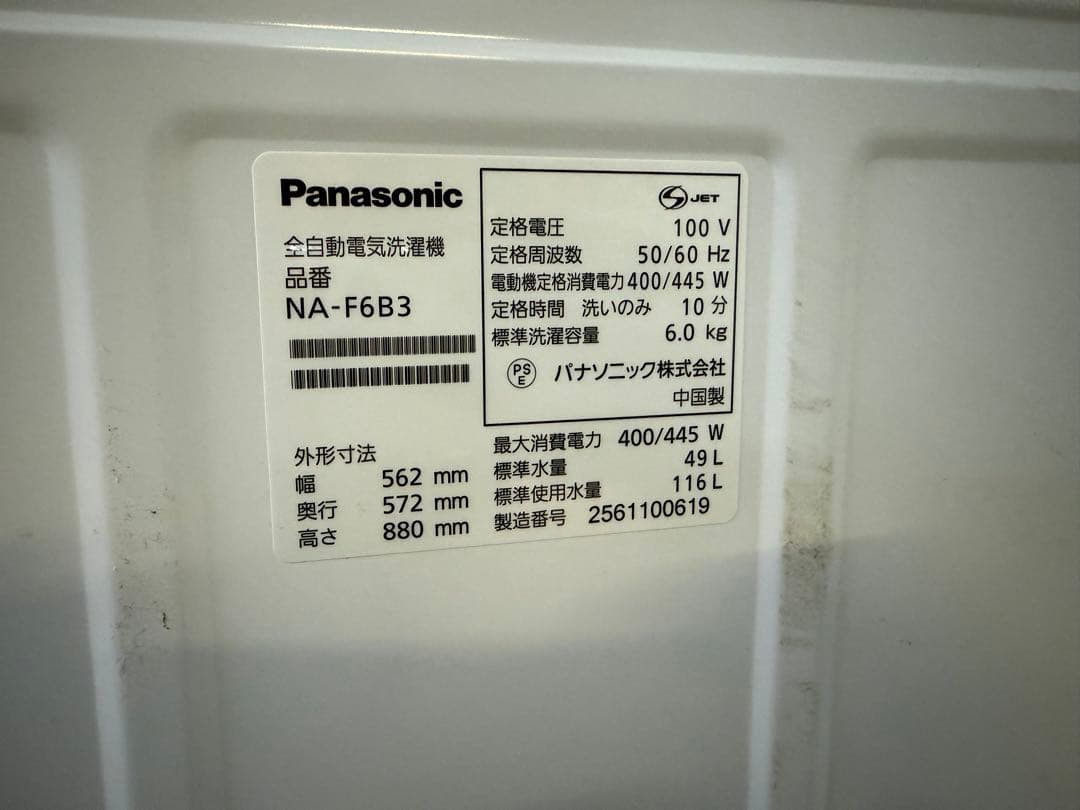 Panasonic
全自動電気洗濯機
品番
NA-F6B3
外形寸法
幅 562 mm
奥行 572 mm
高さ 880 mm
S JET
定格電圧 100 V
定格周波数 50/60 Hz
電動機定格消費電力 400/445 W
定格時間 洗いのみ 10 分
標準洗濯容量 6.0 kg
PS E パナソニック株式会社
中国製
最大消費電力 400/445 W
標準水量 49 L
標準使用水量 116 L
製造番号 2561100619